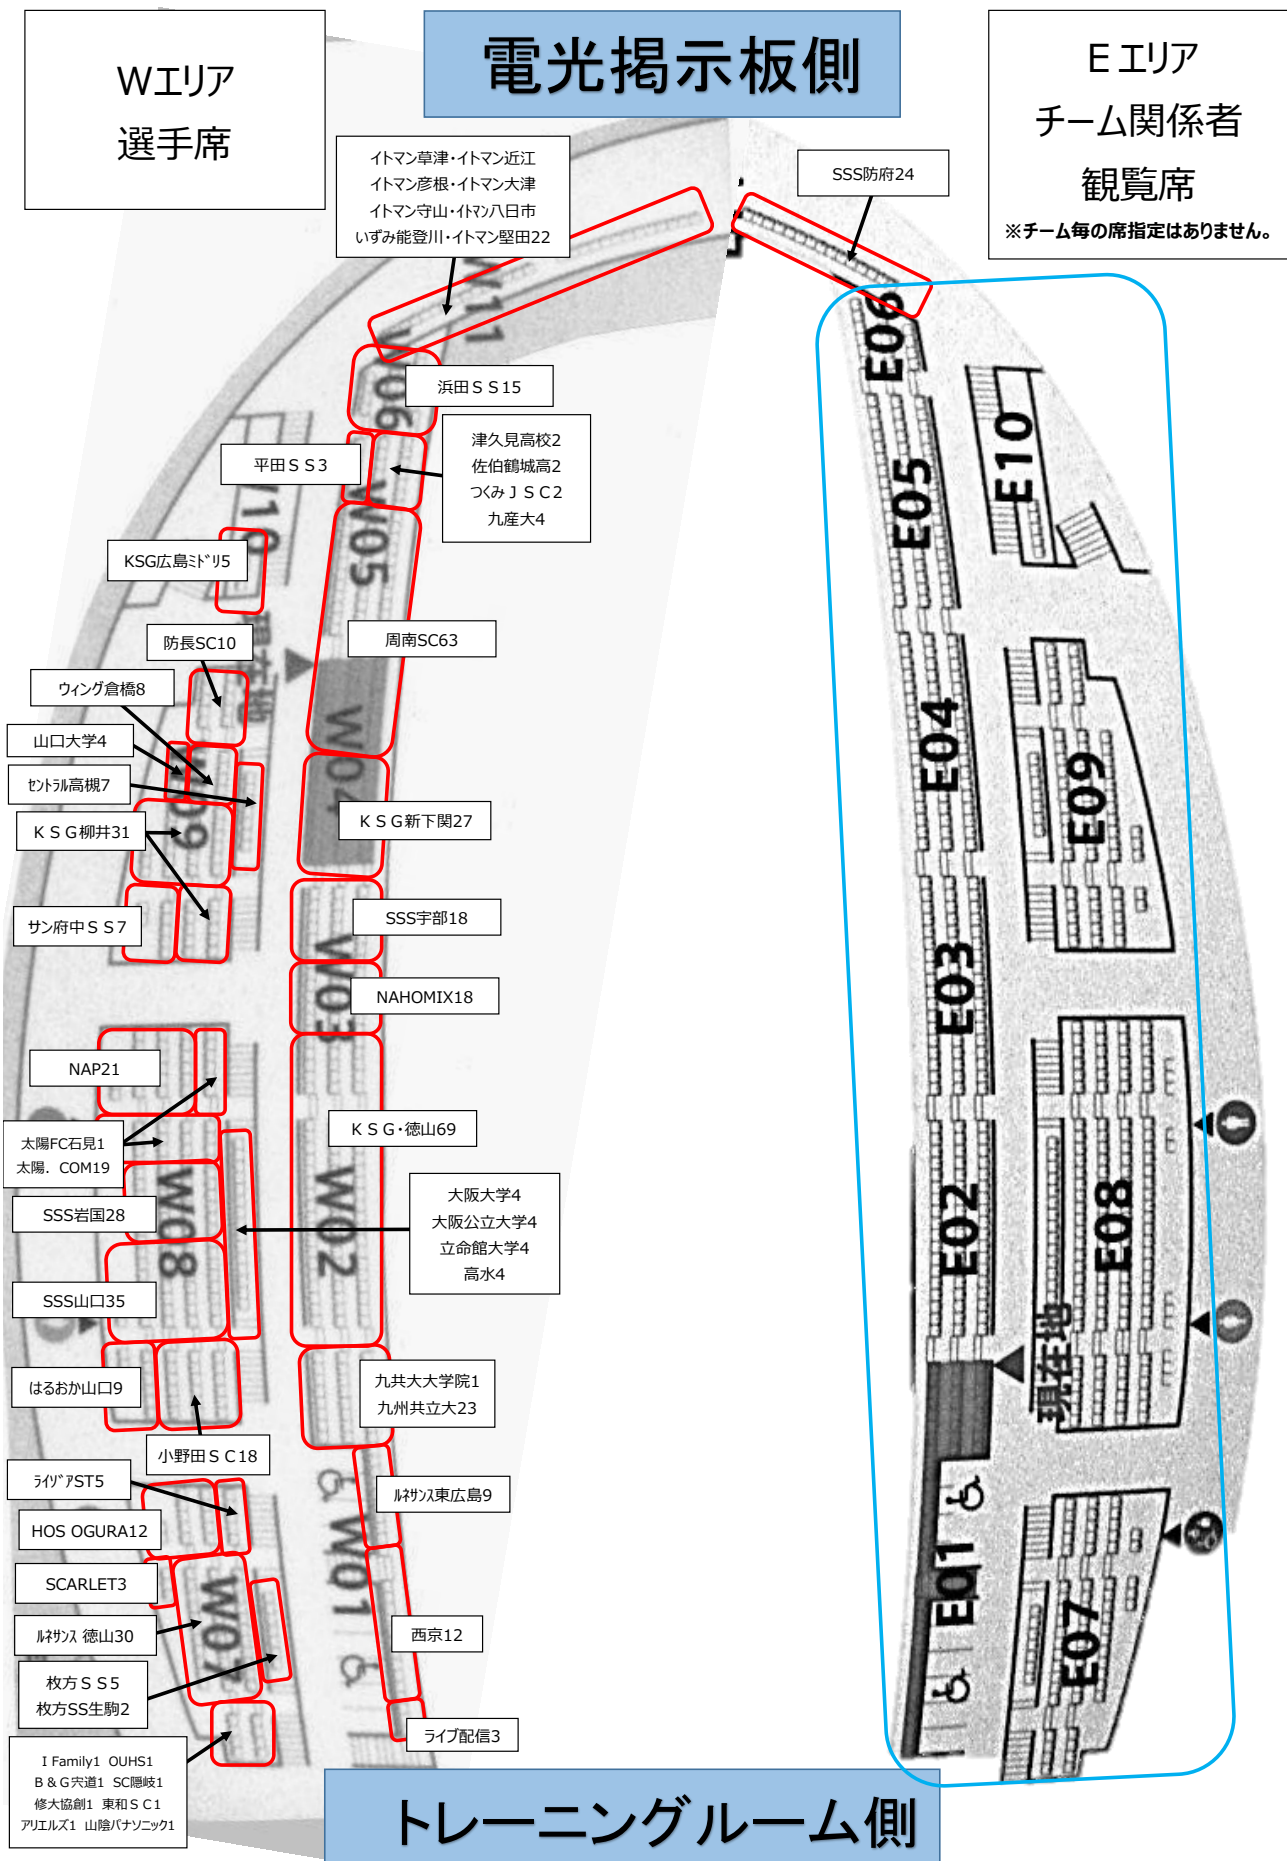 Wエリア
選手席
電光掲示板側
E エリア
チーム関係者
観覧席
※チーム毎の席指定はありません。
イトマン草津・イトマン近江
イトマン彦根・イトマン大津
イトマン守山・イトマン八日市
いずみ能登川・イトマン堅田22
SSS防府24
W11
W06
浜田ＳＳ15
平田ＳＳ3
津久見高校2
佐伯鶴城高2
つくみＪＳＣ2
九産大4
W05
KSG広島ミドリ5
周南SC63
防長SC10
現在地
ウィング倉橋8
山口大学4
セントラル高槻7
W04
W09
ＫＳＧ柳井31
ＫＳＧ新下関27
サン府中ＳＳ7
SSS宇部18
W03
NAHOMIX18
NAP21
太陽FC石見1
太陽．COM19
ＫＳＧ・徳山69
SSS岩国28
W08
W02
大阪大学4
大阪公立大学4
立命館大学4
高水4
SSS山口35
はるおか山口9
九共大大学院1
九州共立大23
小野田ＳＣ18
ライゾアST5
ルネサンス東広島9
HOS OGURA12
W01
SCARLET3
W07
ルネサンス 徳山30
西京12
枚方ＳＳ5
枚方SS生駒2
ライブ配信3
I Family1 OUHS1
Ｂ＆Ｇ宍道1 SC隠岐1
修大協創1 東和ＳＣ1
アリエルズ1 山陰パナソニック1
E06
E10
E05
E04
E09
E03
E08
E02
現在地
E01
E07
トレーニングルーム側